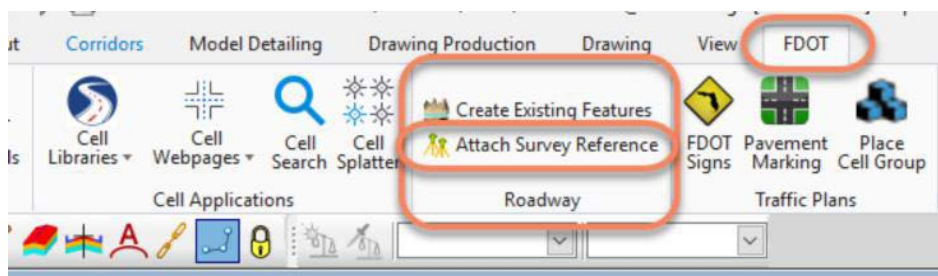 Corridors Model Detailing Drawing Production Drawing View FDOT
Create Existing Features
Attach Survey Reference
Cell Libraries
Cell Webpages
Cell Search
Cell Splatter
FDOT Signs
Pavement Marking
Place Cell Group
Cell Applications Roadway Traffic Plans